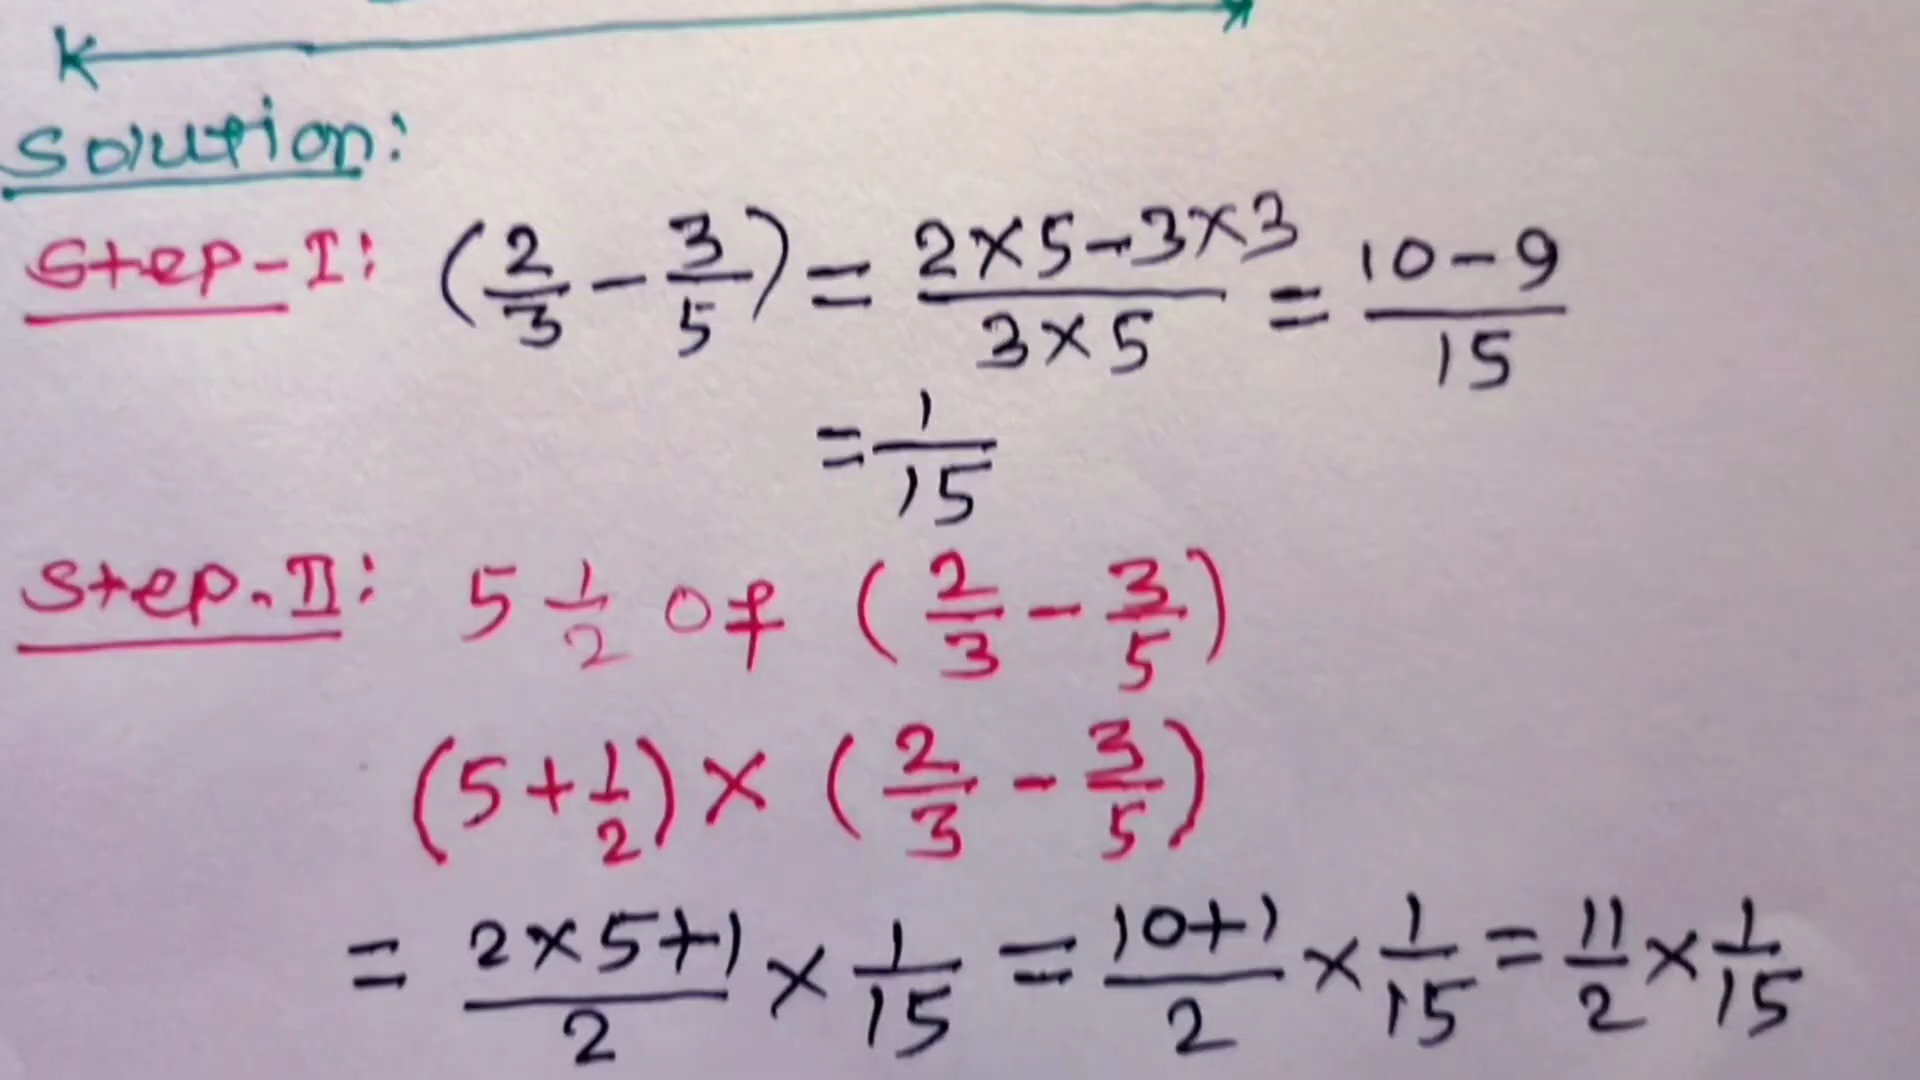 Solution:
Step-I: (2/3 - 3/5) = (2×5-3×3)/(3×5) = (10-9)/15
= 1/15
Step-II: 5 1/2 of (2/3 - 3/5)
(5+1/2) × (2/3 - 3/5)
= (2×5+1)/2 × 1/15 = (10+1)/2 × 1/15 = 11/2 × 1/15